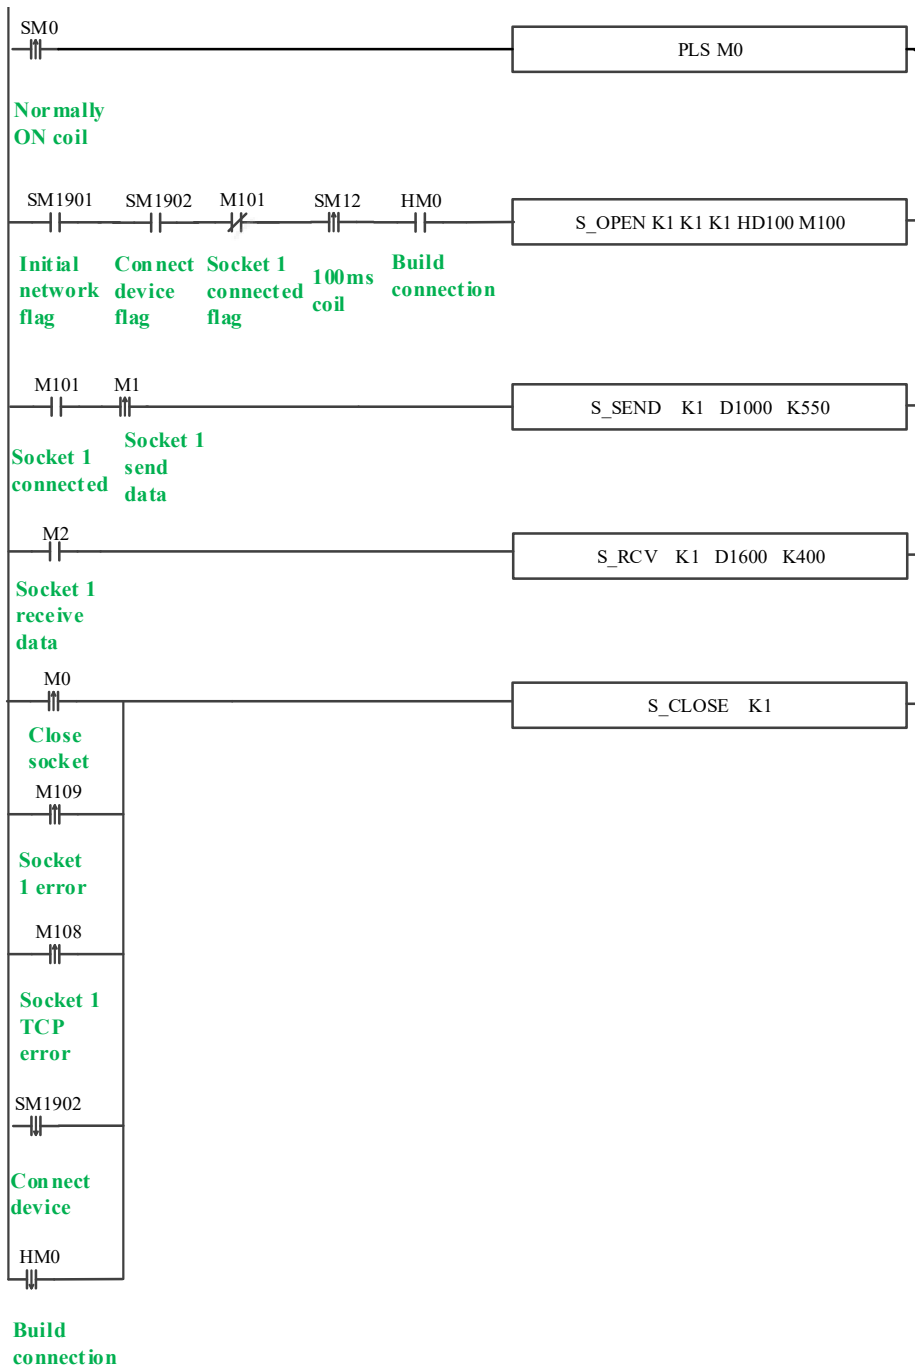 SM0
PLS M0
Normally
ON coil
SM1901 SM1902 M101 SM12 HM0
S_OPEN K1 K1 K1 HD100 M100
Initial
network
flag
Connect
device
flag
Socket 1
connected
flag
100ms
coil
Build
connection
M101 M1
S_SEND K1 D1000 K550
Socket 1
connected
Socket 1
send
data
M2
S_RCV K1 D1600 K400
Socket 1
receive
data
M0
S_CLOSE K1
Close
socket
M109
Socket
1 error
M108
Socket 1
TCP
error
SM1902
Connect
device
HM0
Build
connection